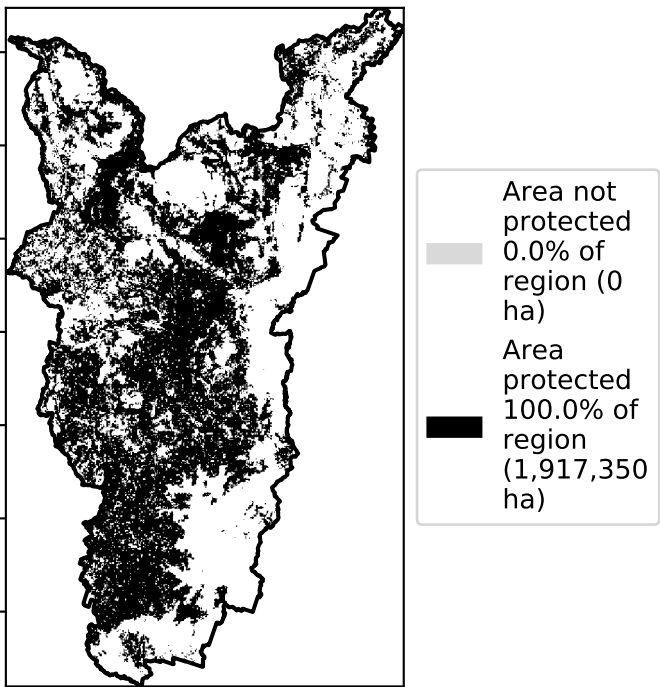 Area not
protected
0.0% of
region (0
ha)
Area
protected
100.0% of
region
(1,917,350
ha)